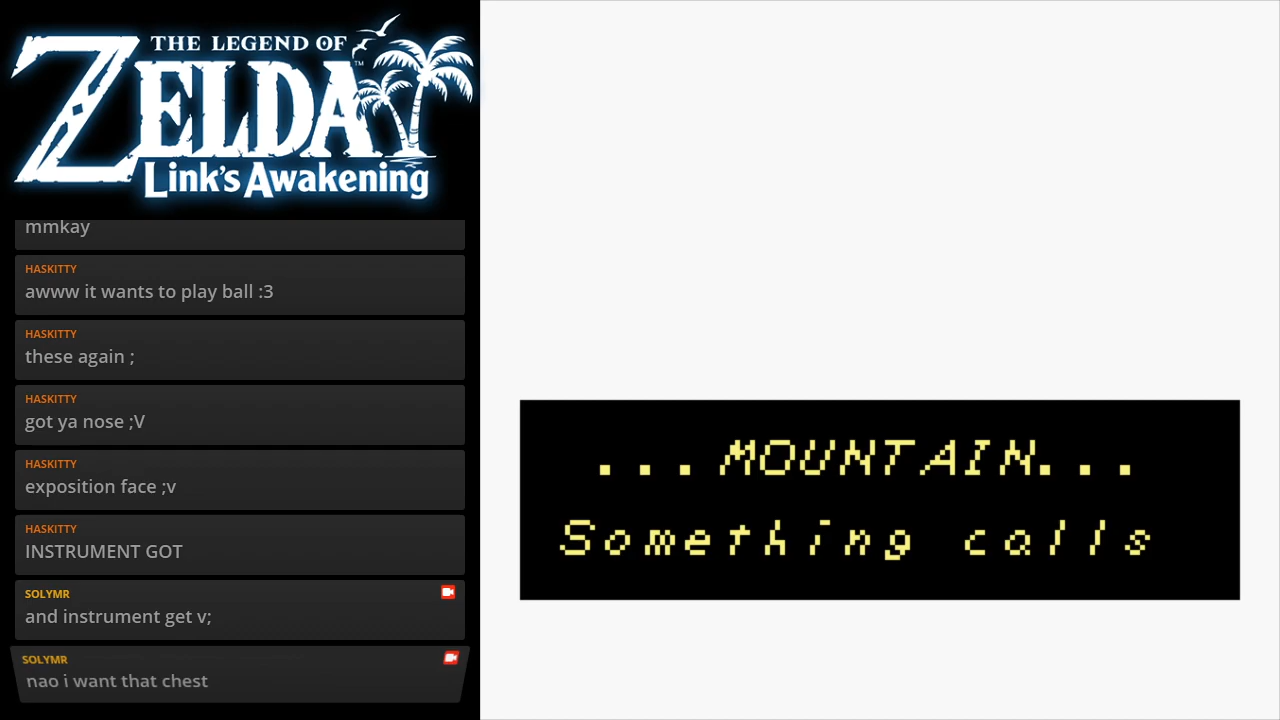 THE LEGEND OF
ZELDA™
Link's Awakening
mmkay
HASKITTY
awww it wants to play ball :3
HASKITTY
these again ;
HASKITTY
got ya nose ;V
HASKITTY
exposition face ;v
HASKITTY
INSTRUMENT GOT
SOLYMR
and instrument get v;
SOLYMR
nao i want that chest
...MOUNTAIN...
Something calls